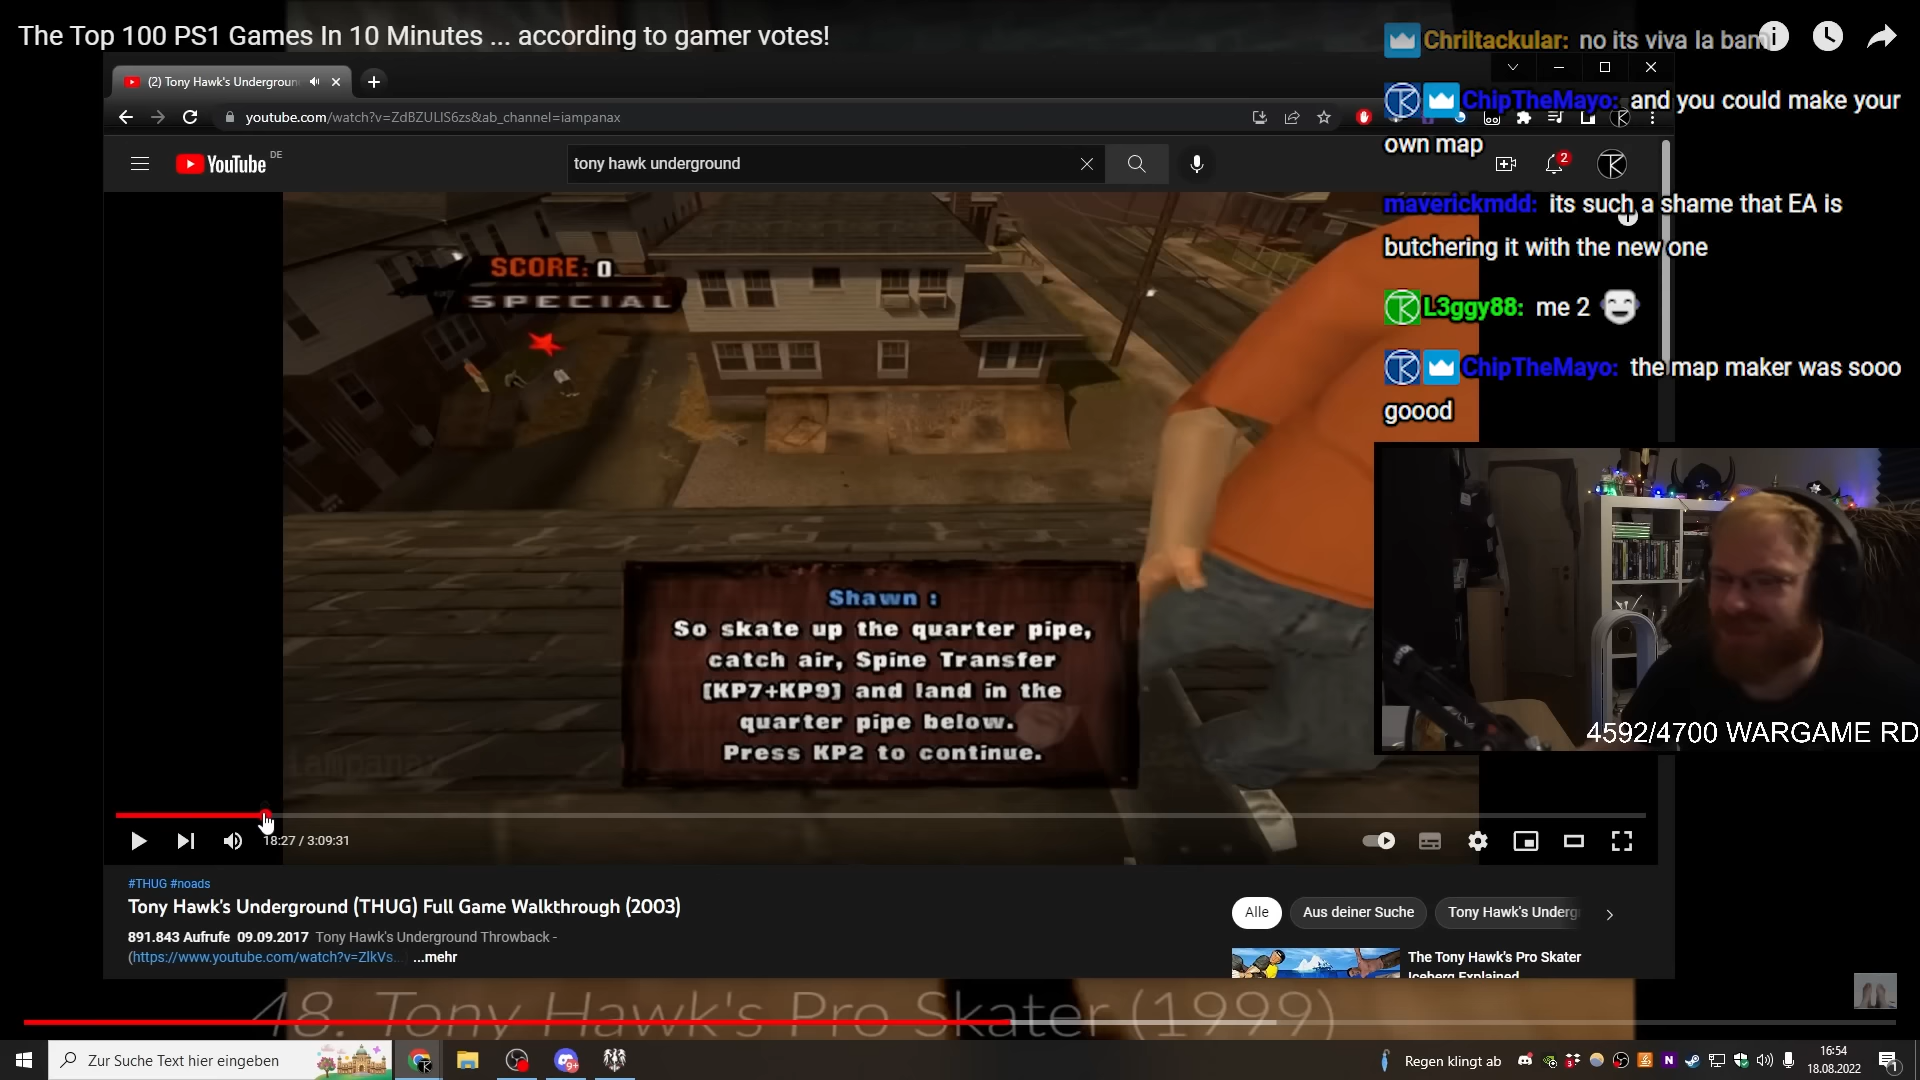 The Top 100 PS1 Games In 10 Minutes ... according to gamer votes!
Chriltackular: no its viva la bam
(2) Tony Hawk's Undergroun
ChipTheMayo: and you could make your
own map
youtube.com/watch?v=ZdBZULlS6zs&ab_channel=iampanax
YouTube DE
tony hawk underground
2
maverickmdd: its such a shame that EA is
butchering it with the new one
SCORE: 0
SPECIAL
L3ggy88: me 2
ChipTheMayo: the map maker was sooo
goood
Shawn :
So skate up the quarter pipe,
catch air, Spine Transfer
[KP7+KP9] and land in the
quarter pipe below.
Press KP2 to continue.
iampanax
4592/4700 WARGAME RD
18:27 / 3:09:31
#THUG #noads
Tony Hawk's Underground (THUG) Full Game Walkthrough (2003)
891.843 Aufrufe 09.09.2017 Tony Hawk's Underground Throwback -
(https://www.youtube.com/watch?v=ZlkVs... ...mehr
Alle
Aus deiner Suche
Tony Hawk's Underg
The Tony Hawk's Pro Skater
Iceberg Explained
48. Tony Hawk's Pro Skater (1999)
Zur Suche Text hier eingeben
9+
Regen klingt ab
16:54
18.08.2022
1